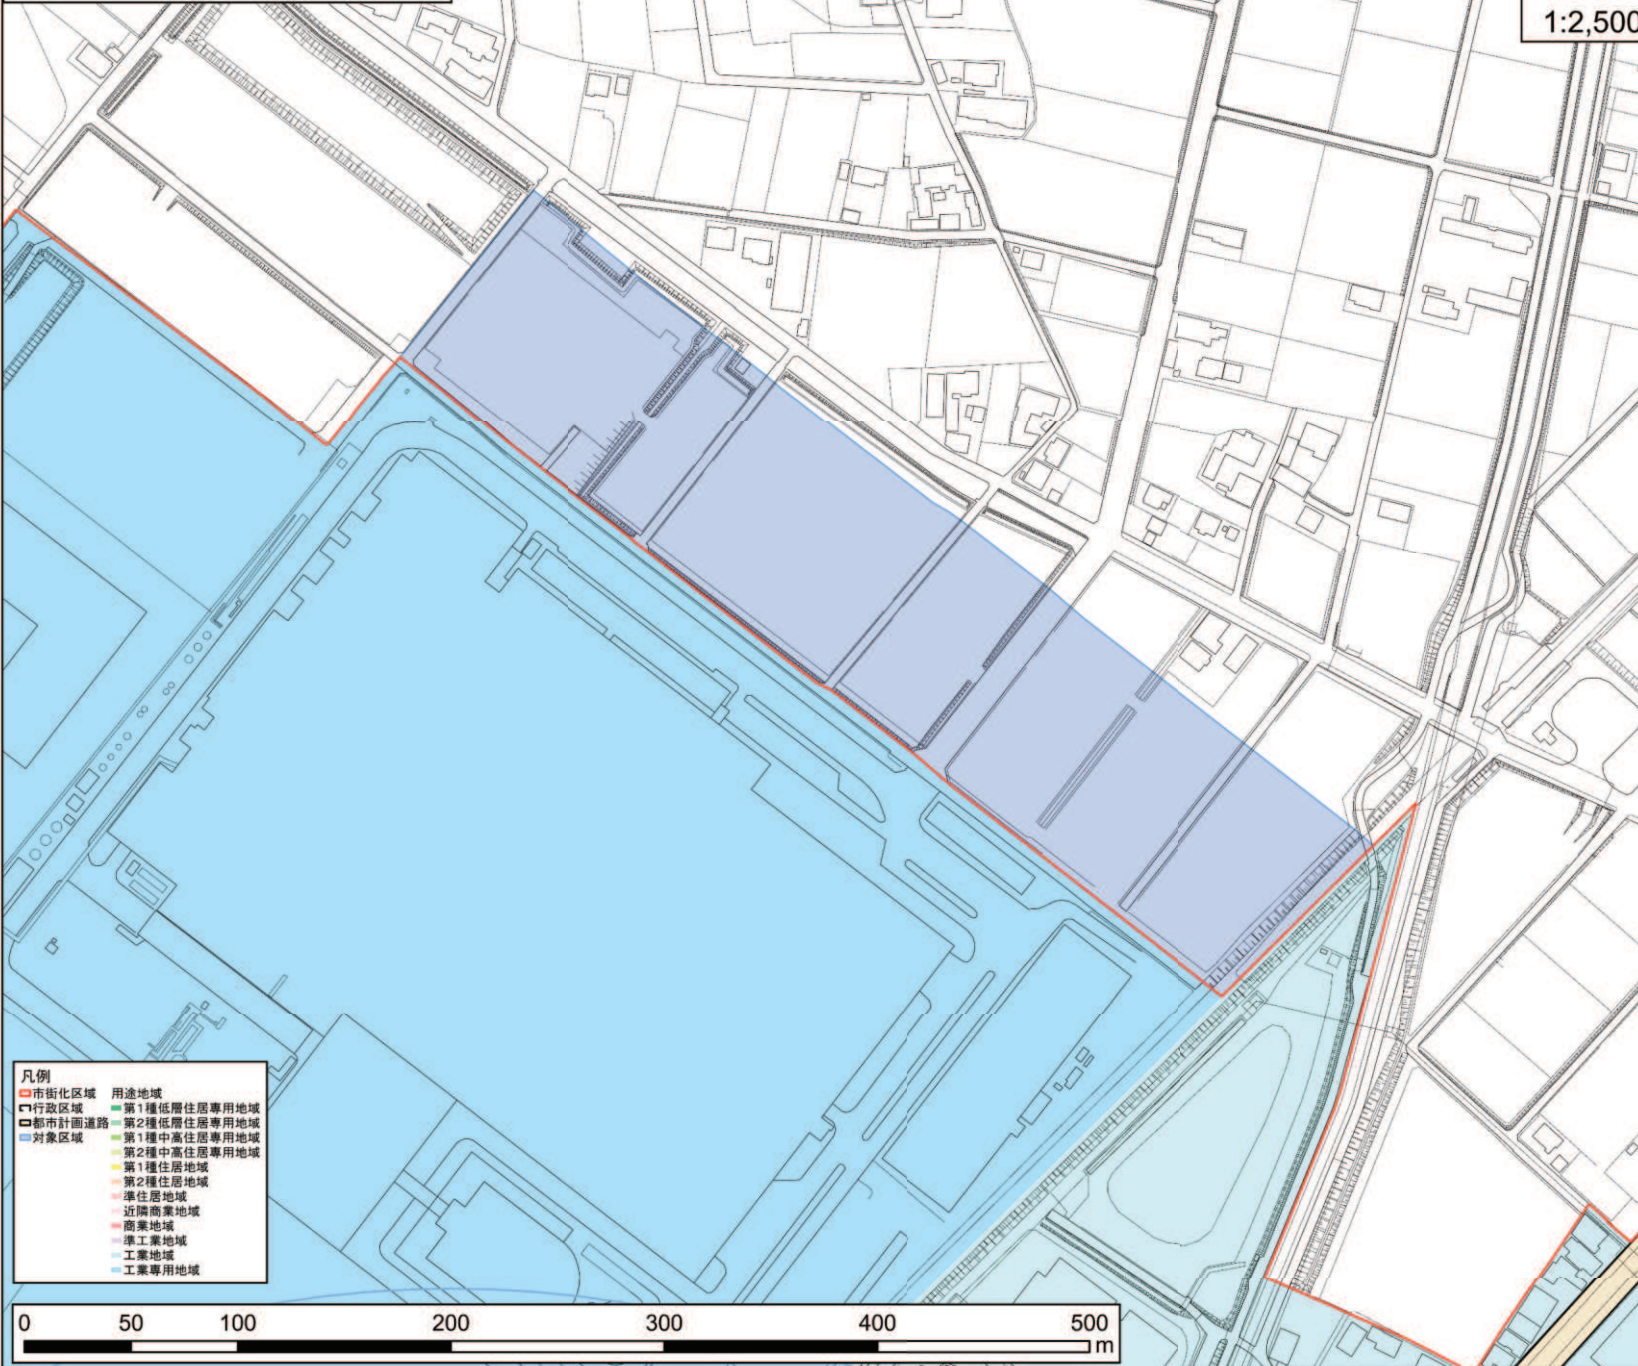 1:2,500
凡例
市街化区域
行政区域
都市計画道路
対象区域
用途地域
第1種低層住居専用地域
第2種低層住居専用地域
第1種中高住居専用地域
第2種中高住居専用地域
第1種住居地域
第2種住居地域
準住居地域
近隣商業地域
商業地域
準工業地域
工業地域
工業専用地域
0 50 100 200 300 400 500
m